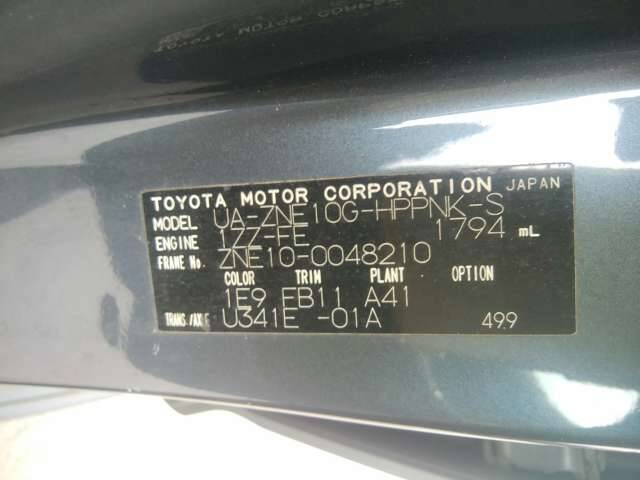 TOYOTA MOTOR CORPORATION JAPAN
MODEL UA-ZNE10G-HPPNK-S
ENGINE 1ZZ-FE 1794 mL
FRAME No. ZNE10-0048210
COLOR TRIM PLANT OPTION
1E9 EB11 A41
TRANS./AXLE U341E -01A 499